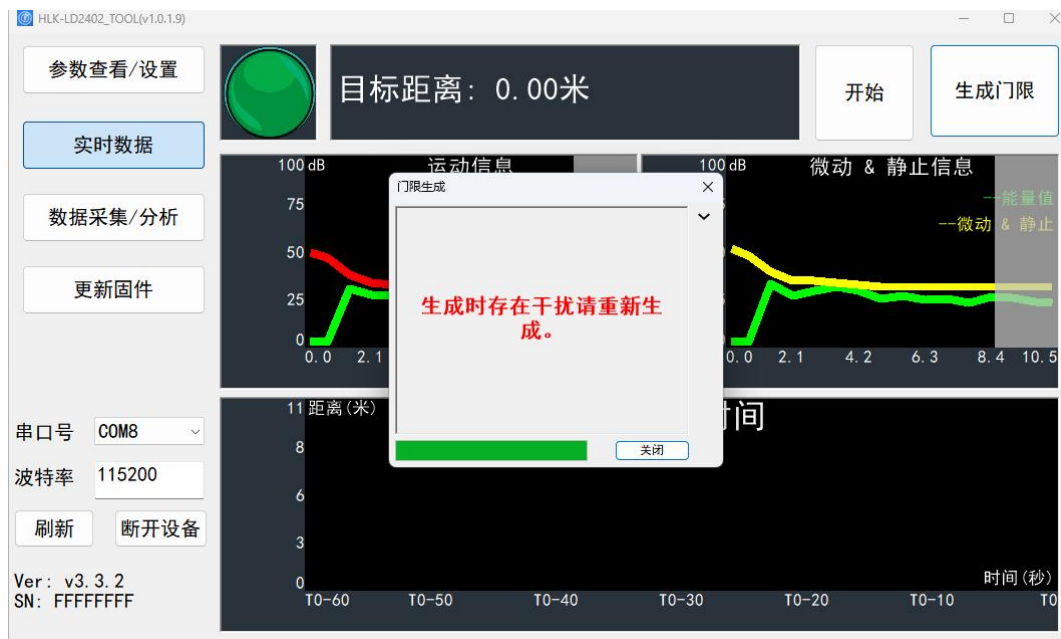 HLK-LD2402_TOOL(v1.0.1.9)
参数查看/设置
实时数据
数据采集/分析
更新固件
串口号 COM8
波特率 115200
刷新 断开设备
Ver: v3.3.2
SN: FFFFFFFF
目标距离: 0.00米
开始
生成门限
100 dB 运动信息
75
50
25
0
0.0 2.1
100 dB 微动 & 静止信息
--能量值
--微动 & 静止
0.0 2.1 4.2 6.3 8.4 10.5
门限生成
生成时存在干扰请重新生
成。
关闭
11 距离(米)
时间
8
6
3
0
时间(秒)
T0-60 T0-50 T0-40 T0-30 T0-20 T0-10 T0